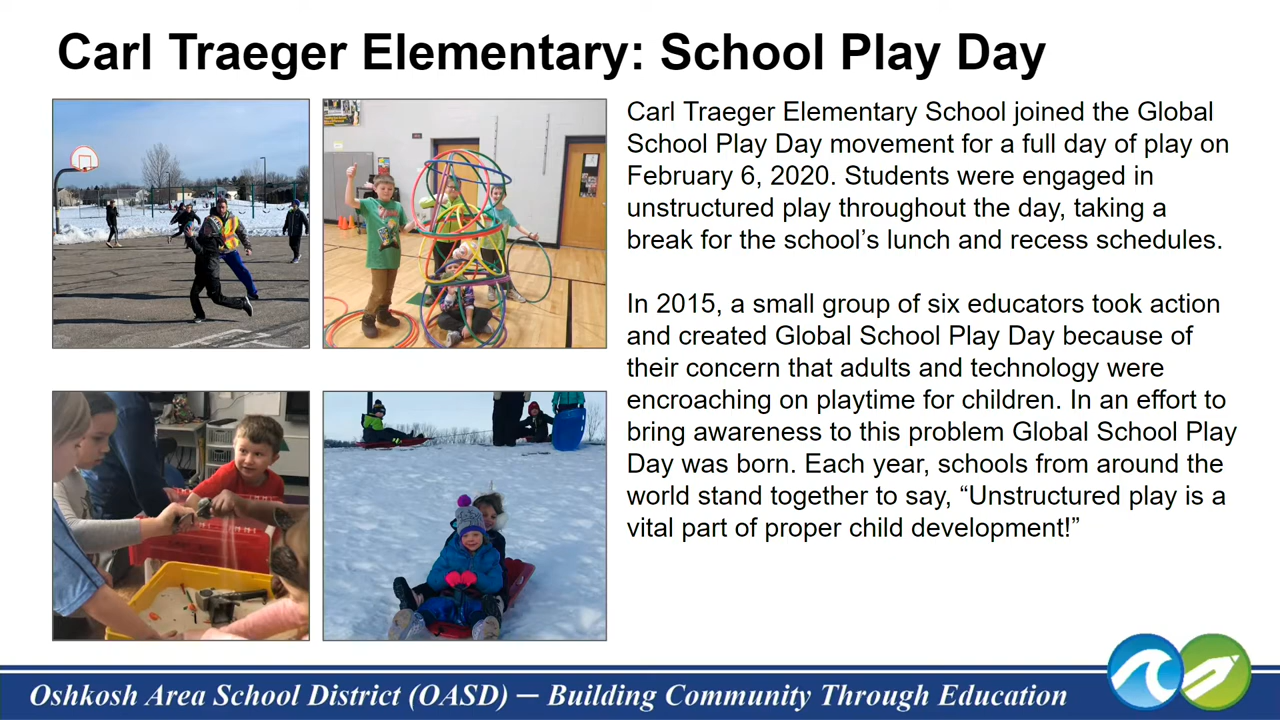 Carl Traeger Elementary: School Play Day
Carl Traeger Elementary School joined the Global
School Play Day movement for a full day of play on
February 6, 2020. Students were engaged in
unstructured play throughout the day, taking a
break for the school’s lunch and recess schedules.
In 2015, a small group of six educators took action
and created Global School Play Day because of
their concern that adults and technology were
encroaching on playtime for children. In an effort to
bring awareness to this problem Global School Play
Day was born. Each year, schools from around the
world stand together to say, “Unstructured play is a
vital part of proper child development!”
Oshkosh Area School District (OASD) — Building Community Through Education